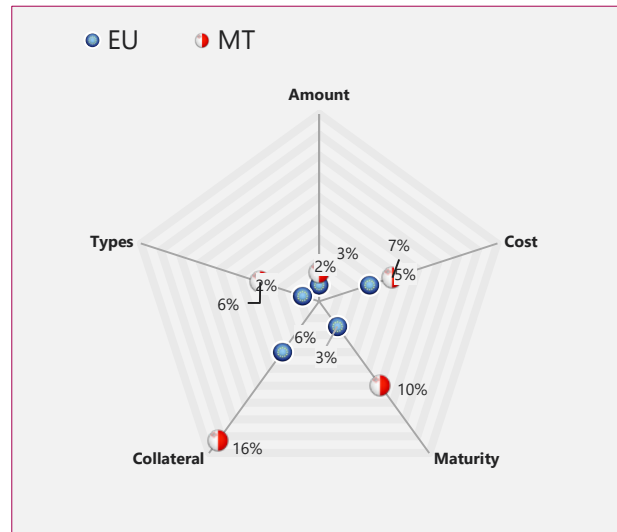 EU MT
Amount
3%
2%
7%
Types
Cost
5%
2%
6%
6%
3%
10%
16%
Collateral
Maturity